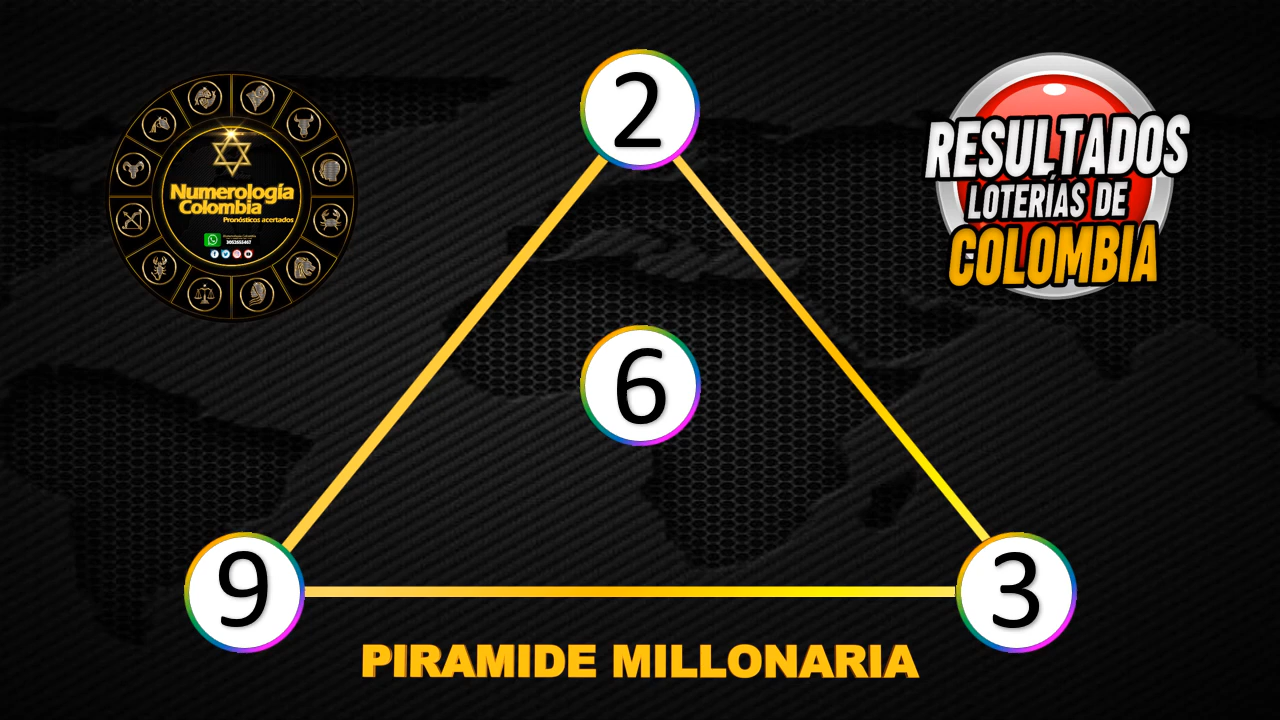 2
Numerología
Colombia
Pronósticos acertados
RESULTADOS
LOTERÍAS DE
COLOMBIA
6
9
3
PIRAMIDE MILLONARIA